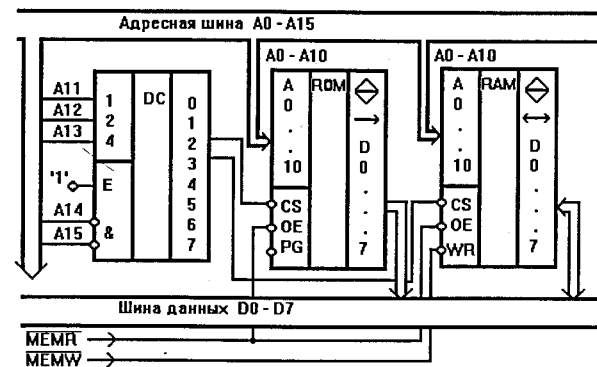 Адресная шина A0 - A15
A0 - A10
A0 - A10
A11
A12
A13
'1'
A14
A15
1
2
4
E
&
DC
0
1
2
3
4
5
6
7
A
0
.
.
10
CS
OE
PG
ROM
D
0
.
.
.
7
A
0
.
.
10
CS
OE
WR
RAM
D
0
.
.
.
7
Шина данных D0 - D7
MEMR
MEMW